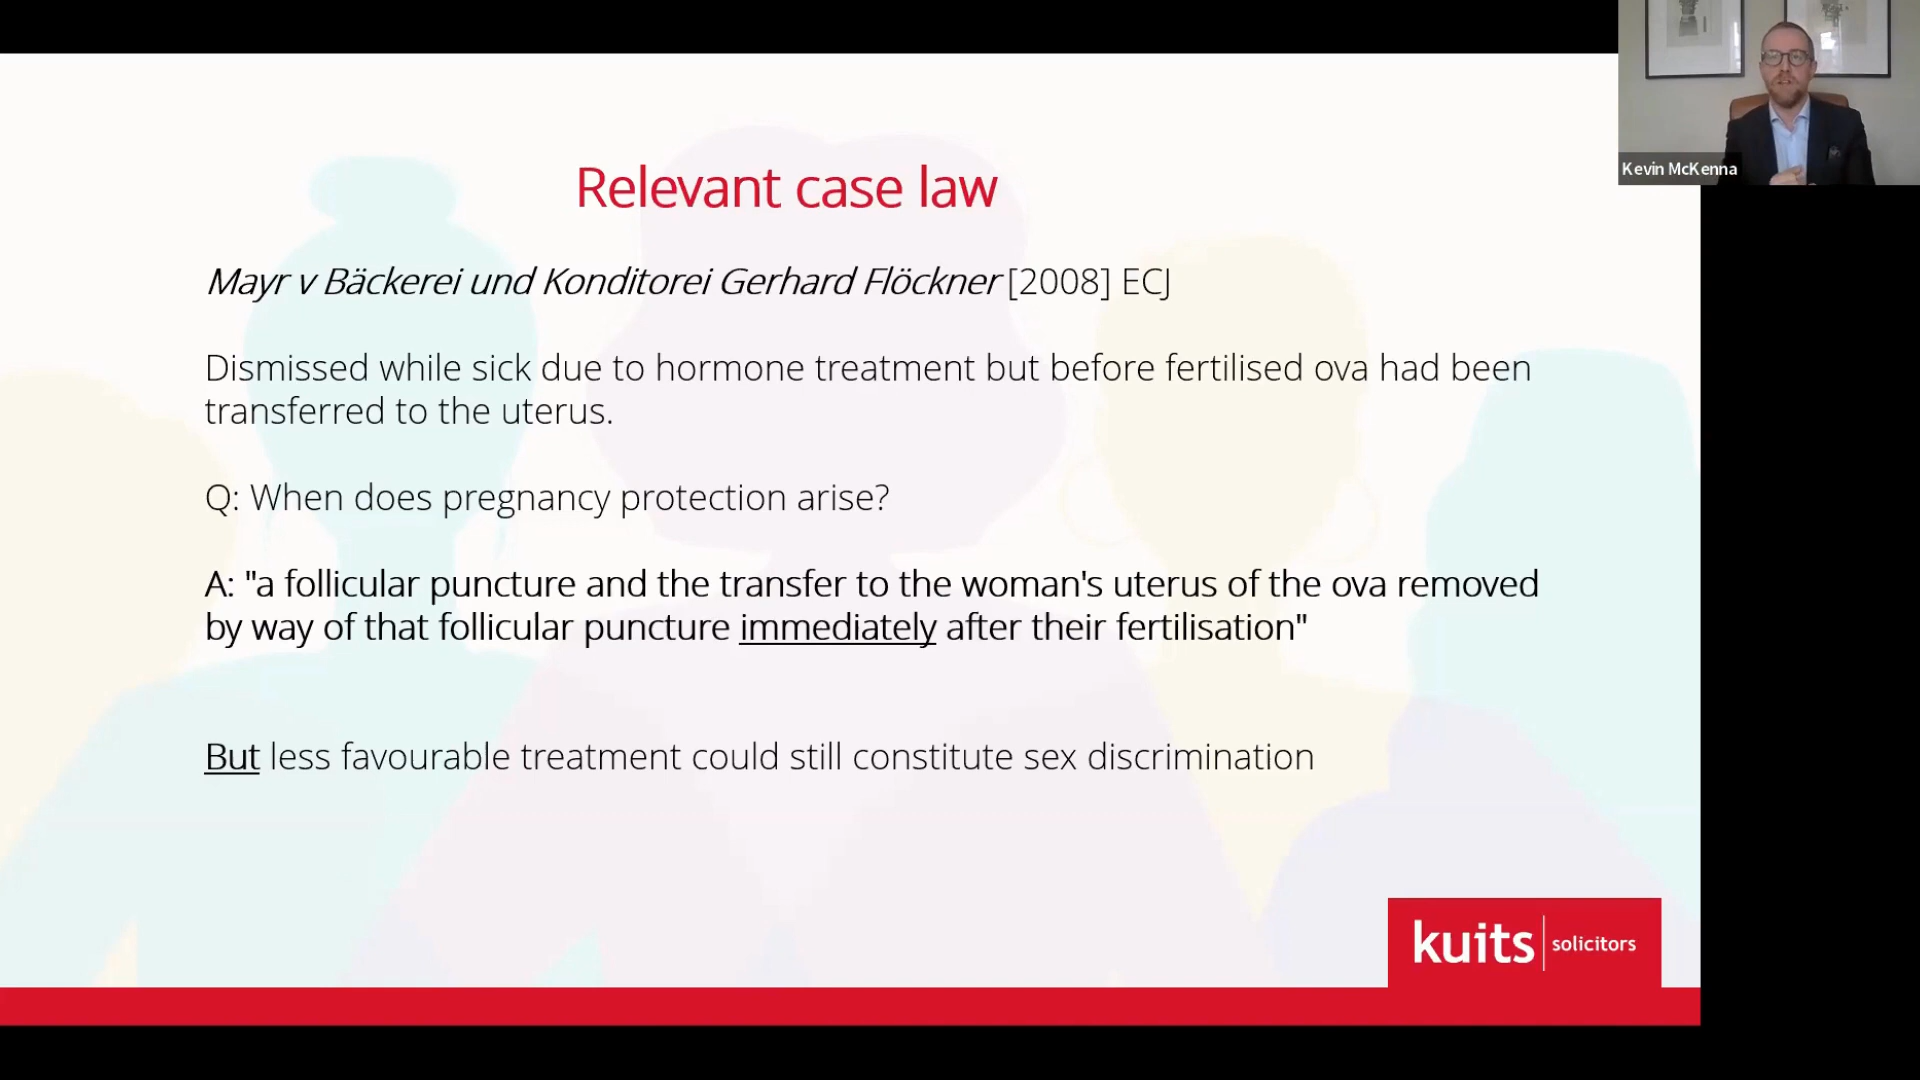 Kevin McKenna
Relevant case law
Mayr v Bäckerei und Konditorei Gerhard Flöckner [2008] ECJ
Dismissed while sick due to hormone treatment but before fertilised ova had been
transferred to the uterus.
Q: When does pregnancy protection arise?
A: "a follicular puncture and the transfer to the woman's uterus of the ova removed
by way of that follicular puncture immediately after their fertilisation"
But less favourable treatment could still constitute sex discrimination
kuits solicitors